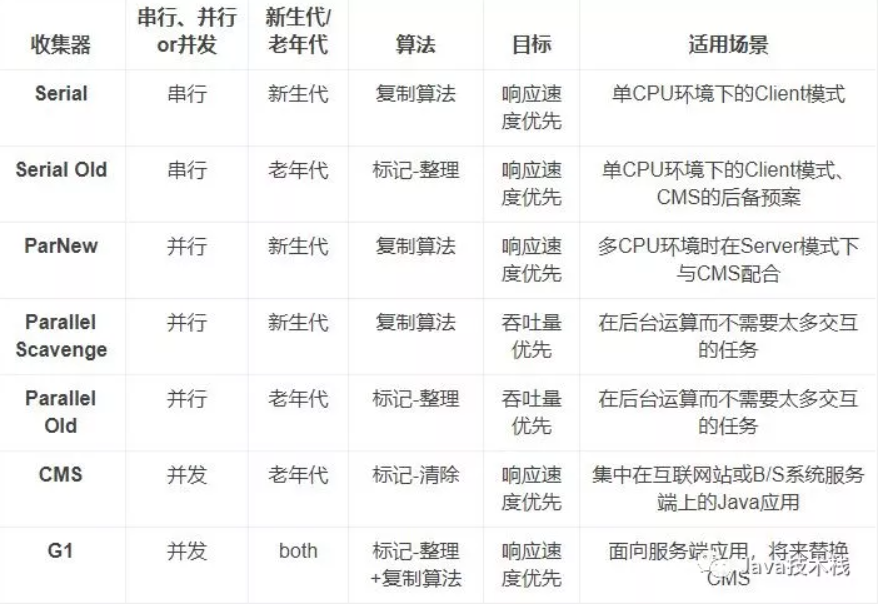 收集器 串行、并行or并发 新生代/老年代 算法 目标 适用场景
Serial 串行 新生代 复制算法 响应速度优先 单CPU环境下的Client模式
Serial Old 串行 老年代 标记-整理 响应速度优先 单CPU环境下的Client模式、CMS的后备预案
ParNew 并行 新生代 复制算法 响应速度优先 多CPU环境时在Server模式下与CMS配合
Parallel Scavenge 并行 新生代 复制算法 吞吐量优先 在后台运算而不需要太多交互的任务
Parallel Old 并行 老年代 标记-整理 吞吐量优先 在后台运算而不需要太多交互的任务
CMS 并发 老年代 标记-清除 响应速度优先 集中在互联网站或B/S系统服务端上的Java应用
G1 并发 both 标记-整理+复制算法 响应速度优先 面向服务端应用，将来替换CMS
Java技术栈